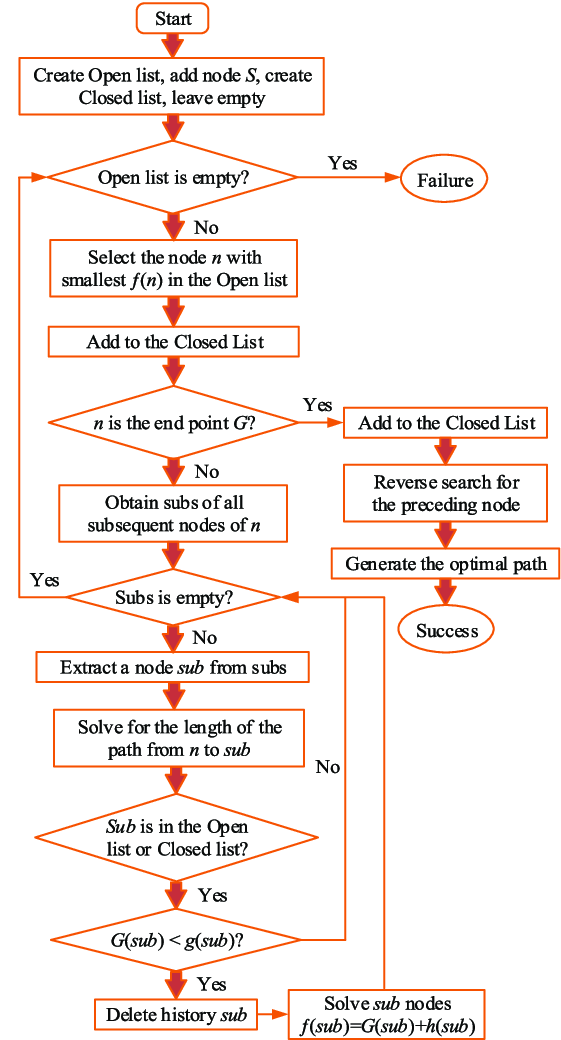 Start
Create Open list, add node S, create
Closed list, leave empty
Open list is empty?
Yes
Failure
No
Select the node n with
smallest f(n) in the Open list
Add to the Closed List
n is the end point G?
Yes
Add to the Closed List
No
Reverse search for
the preceding node
Obtain subs of all
subsequent nodes of n
Generate the optimal path
Yes
Subs is empty?
Success
No
Extract a node sub from subs
Solve for the length of the
path from n to sub
No
Sub is in the Open
list or Closed list?
Yes
G(sub) < g(sub)?
Yes
Delete history sub
Solve sub nodes
f(sub)=G(sub)+h(sub)